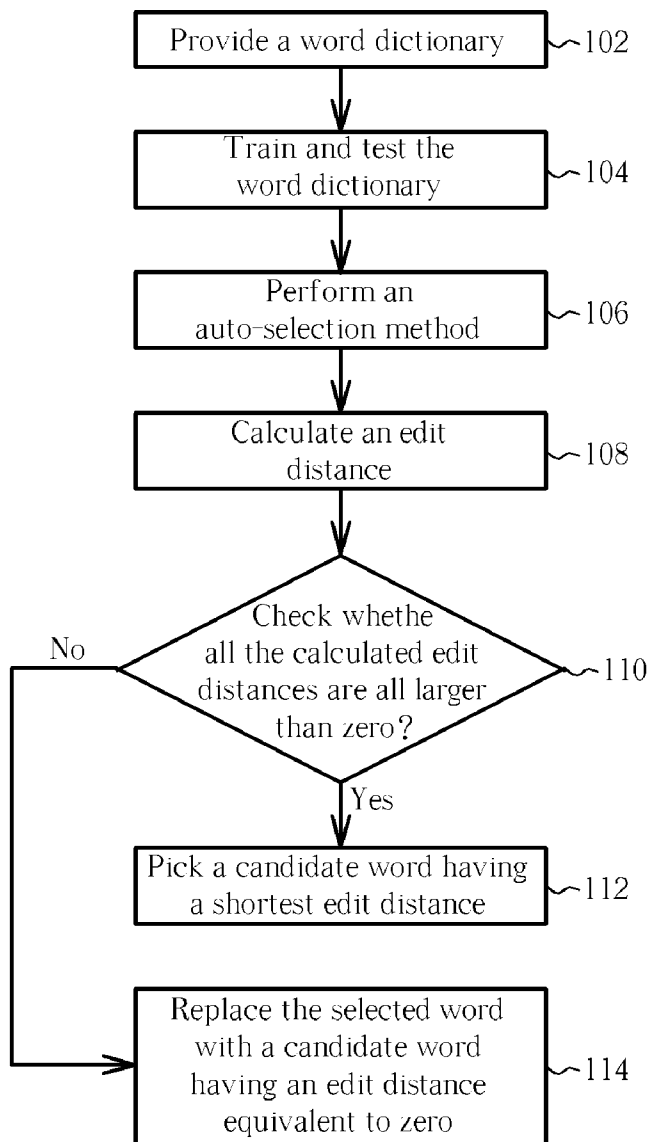 Provide a word dictionary
102
Train and test the
word dictionary
104
Perform an
auto-selection method
106
Calculate an edit
distance
108
Check whethe
all the calculated edit
distances are all larger
than zero?
110
No
Yes
Pick a candidate word having
a shortest edit distance
112
Replace the selected word
with a candidate word
having an edit distance
equivalent to zero
114